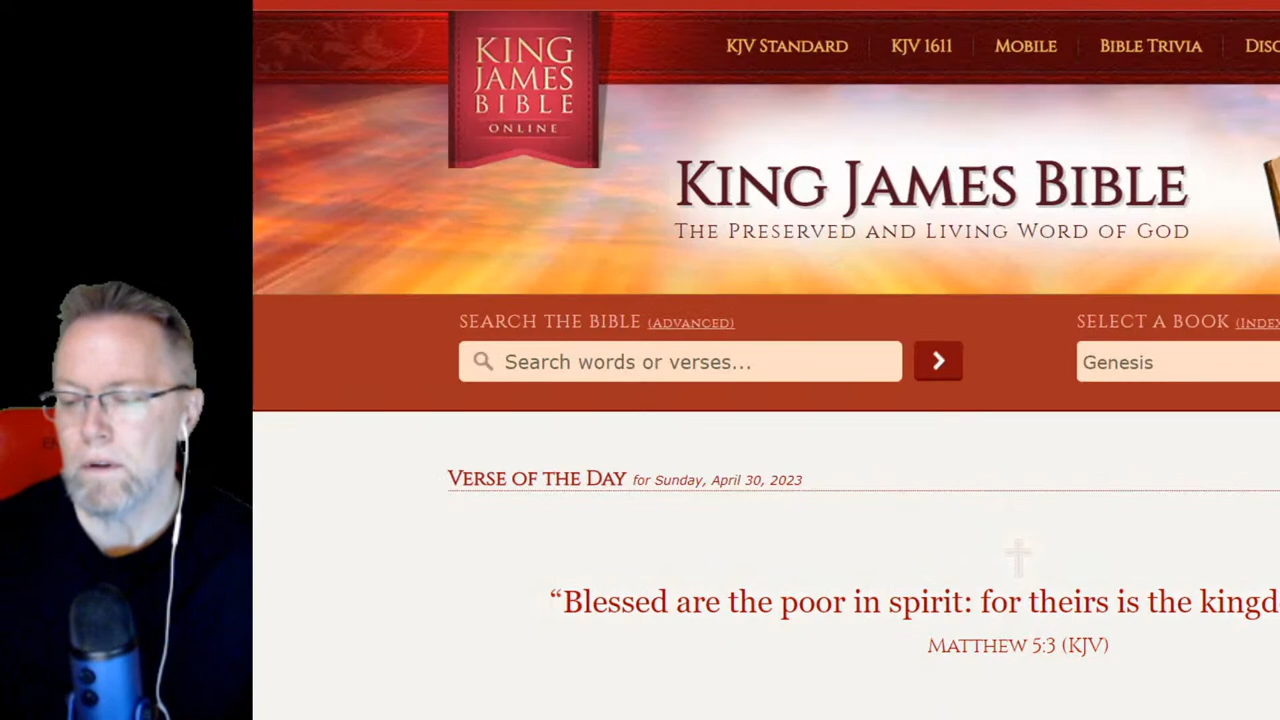 KING
JAMES
BIBLE
ONLINE
KJV STANDARD
KJV 1611
MOBILE
BIBLE TRIVIA
KING JAMES BIBLE
THE PRESERVED AND LIVING WORD OF GOD
SEARCH THE BIBLE (ADVANCED)
SELECT A BOOK
Search words or verses...
Genesis
VERSE OF THE DAY for Sunday, April 30, 2023
“Blessed are the poor in spirit: for theirs is the
MATTHEW 5:3 (KJV)